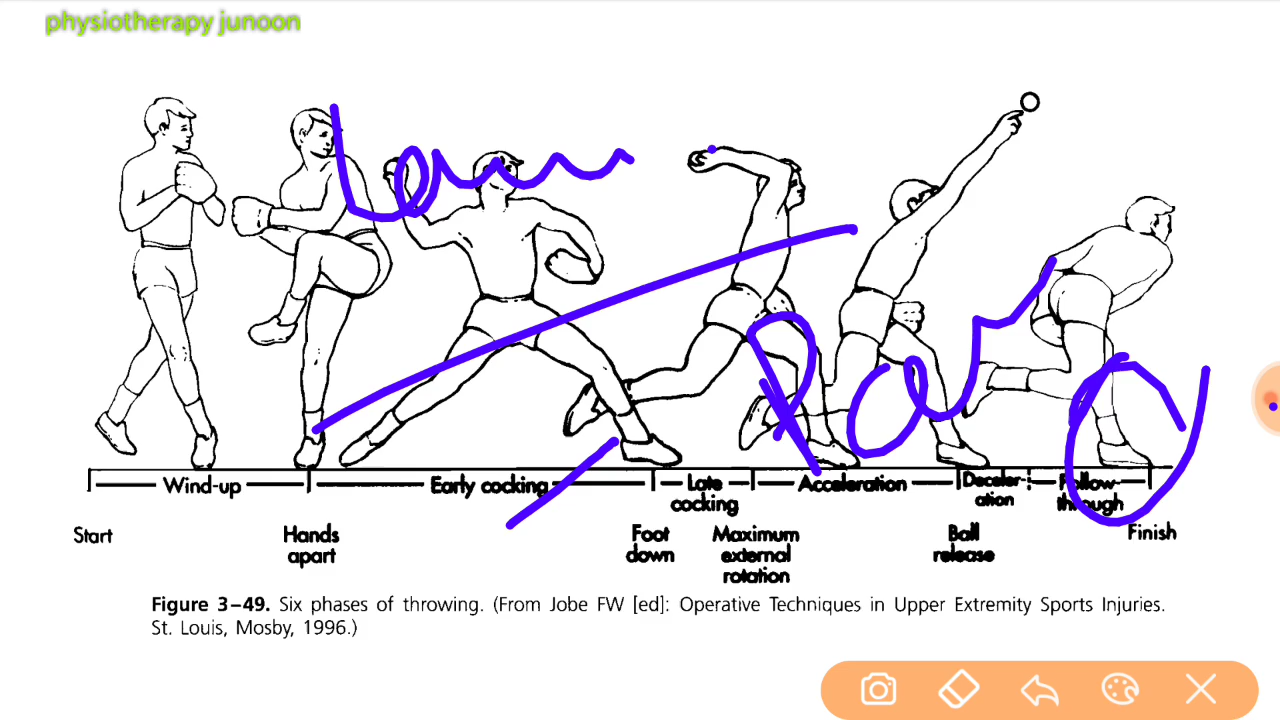 physiotherapy junoon
Wind-up Early cocking Late cocking Acceleration Deceler-ation Follow-through
Start Hands apart Foot down Maximum external rotation Ball release Finish
Figure 3–49. Six phases of throwing. (From Jobe FW [ed]: Operative Techniques in Upper Extremity Sports Injuries.
St. Louis, Mosby, 1996.)